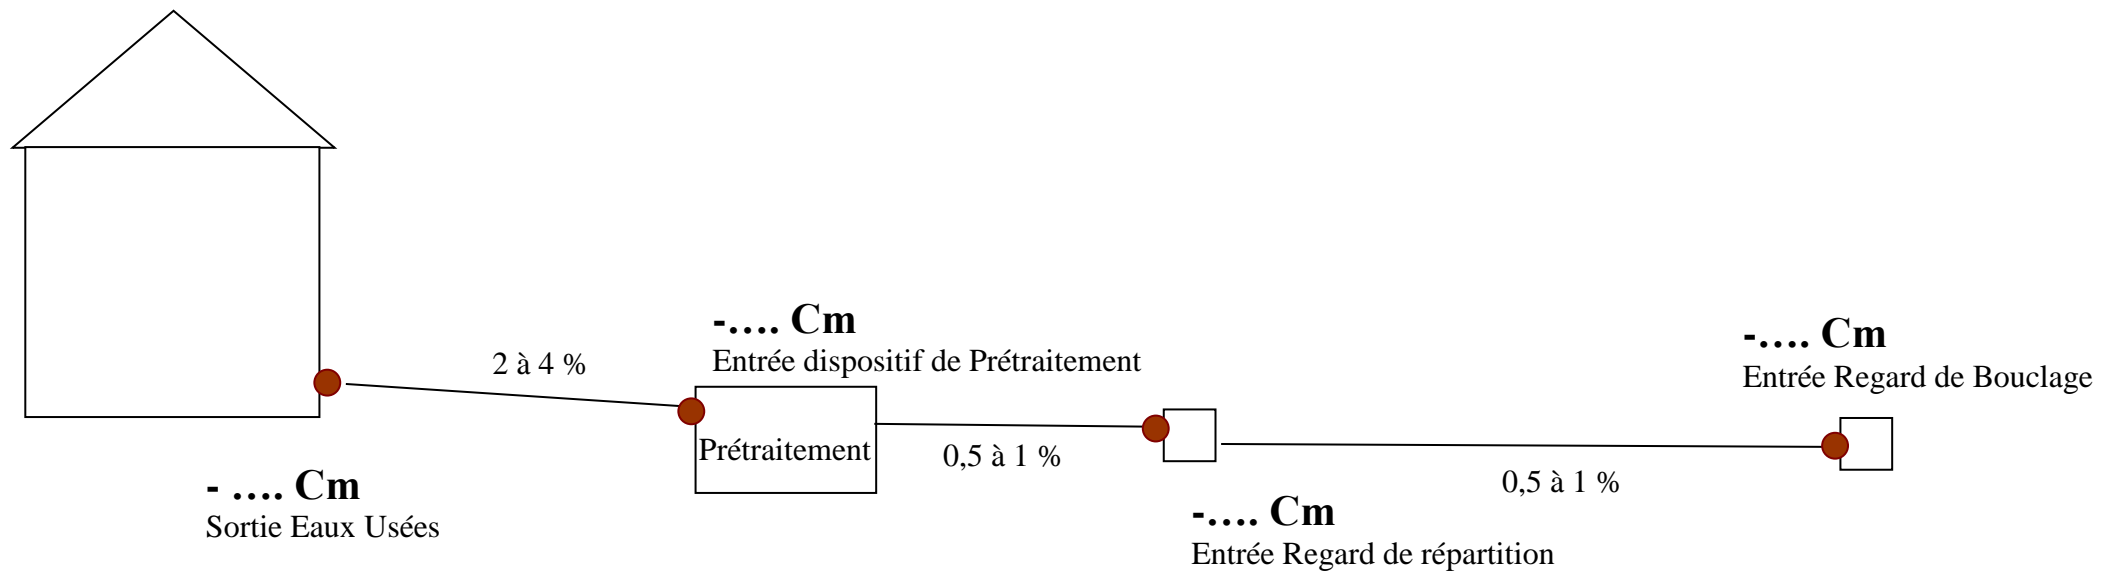 -…. Cm
Entrée dispositif de Prétraitement
-…. Cm
Entrée Regard de Bouclage
2 à 4 %
Prétraitement
0,5 à 1 %
0,5 à 1 %
- …. Cm
Sortie Eaux Usées
-…. Cm
Entrée Regard de répartition